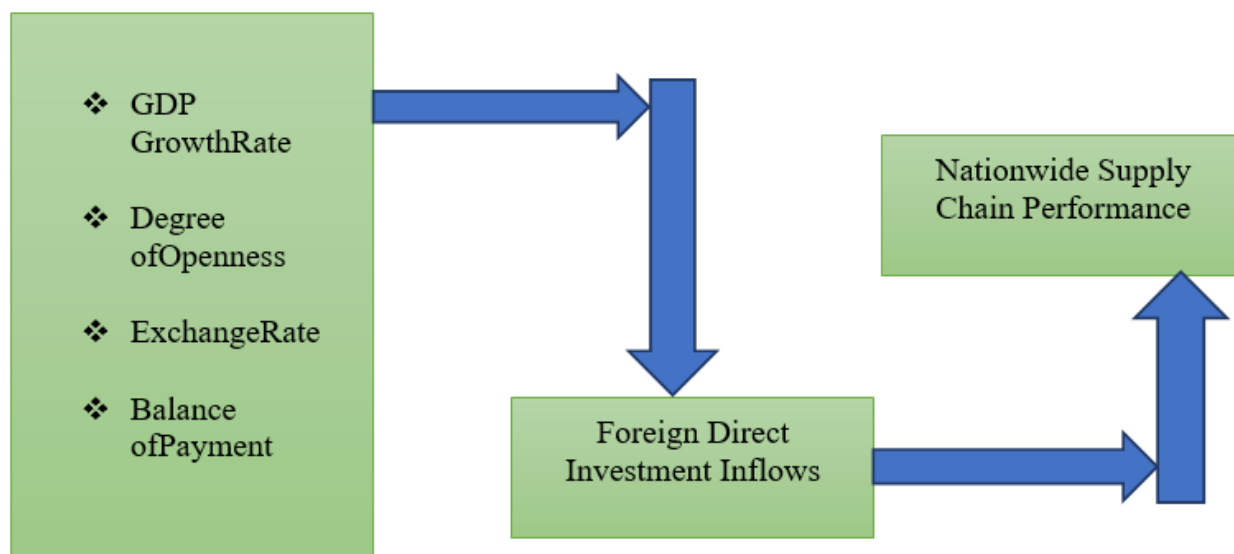 GDP
GrowthRate
Degree
ofOpenness
ExchangeRate
Balance
ofPayment
Foreign Direct
Investment Inflows
Nationwide Supply
Chain Performance